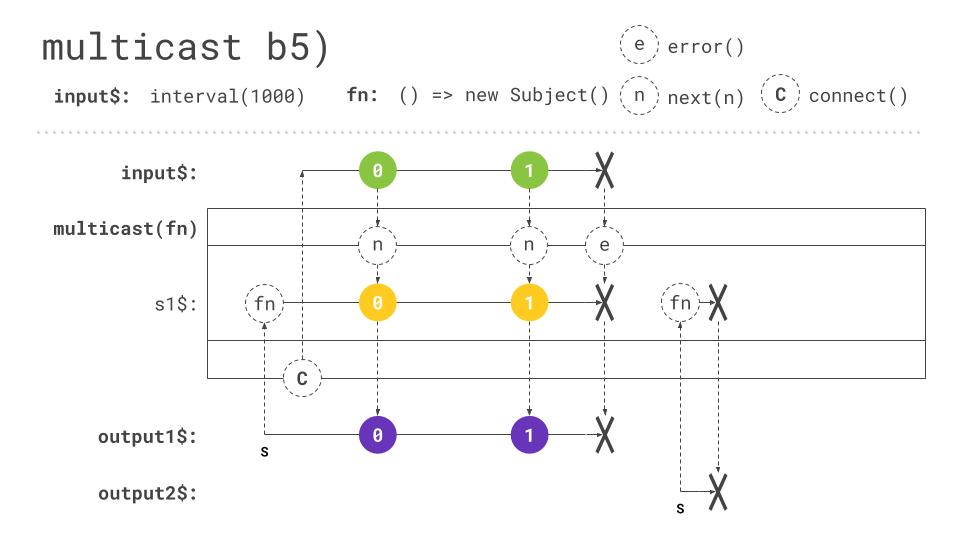 multicast b5)
e error()
input$: interval(1000) fn: () => new Subject() n next(n) C connect()
input$: 0 1
multicast(fn)
n n e
s1$: fn 0 1 fn
C
output1$: 0 1
s
output2$:
s